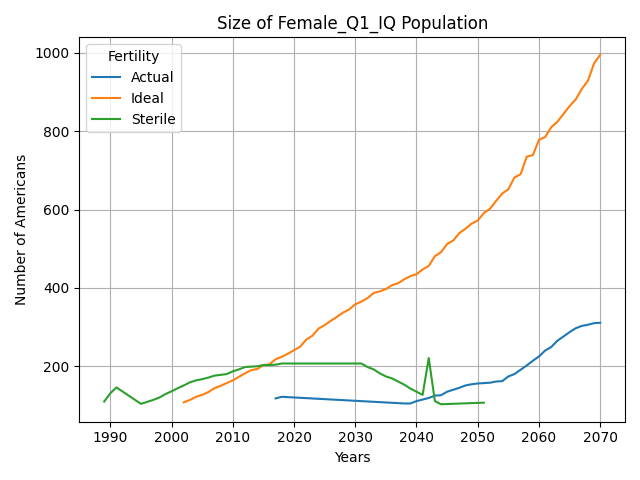 Size of Female_Q1_IQ Population
Fertility
Actual
Ideal
Sterile
Number of Americans
1000
800
600
400
200
1990 2000 2010 2020 2030 2040 2050 2060 2070
Years